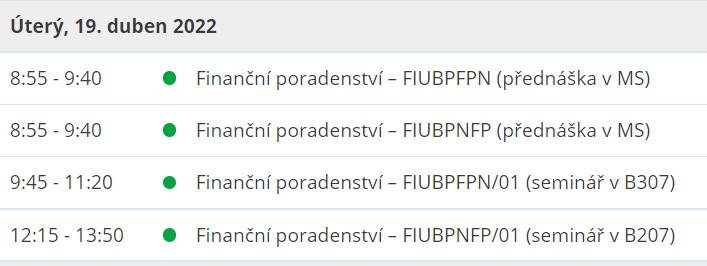 Úterý, 19. duben 2022
8:55 - 9:40 Finanční poradenství – FIUBPFPN (přednáška v MS)
8:55 - 9:40 Finanční poradenství – FIUBPNFP (přednáška v MS)
9:45 - 11:20 Finanční poradenství – FIUBPFPN/01 (seminář v B307)
12:15 - 13:50 Finanční poradenství – FIUBPNFP/01 (seminář v B207)